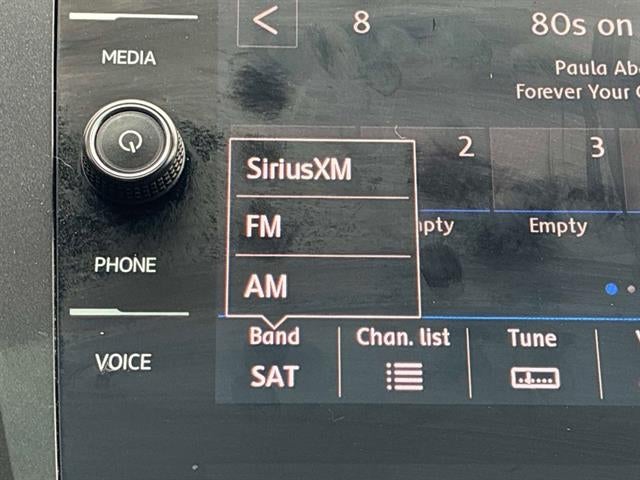 MEDIA
PHONE
VOICE
8
80s on
Paula Ab
Forever Your
2
3
pty
Empty
SiriusXM
FM
AM
Band
SAT
Chan. list
Tune